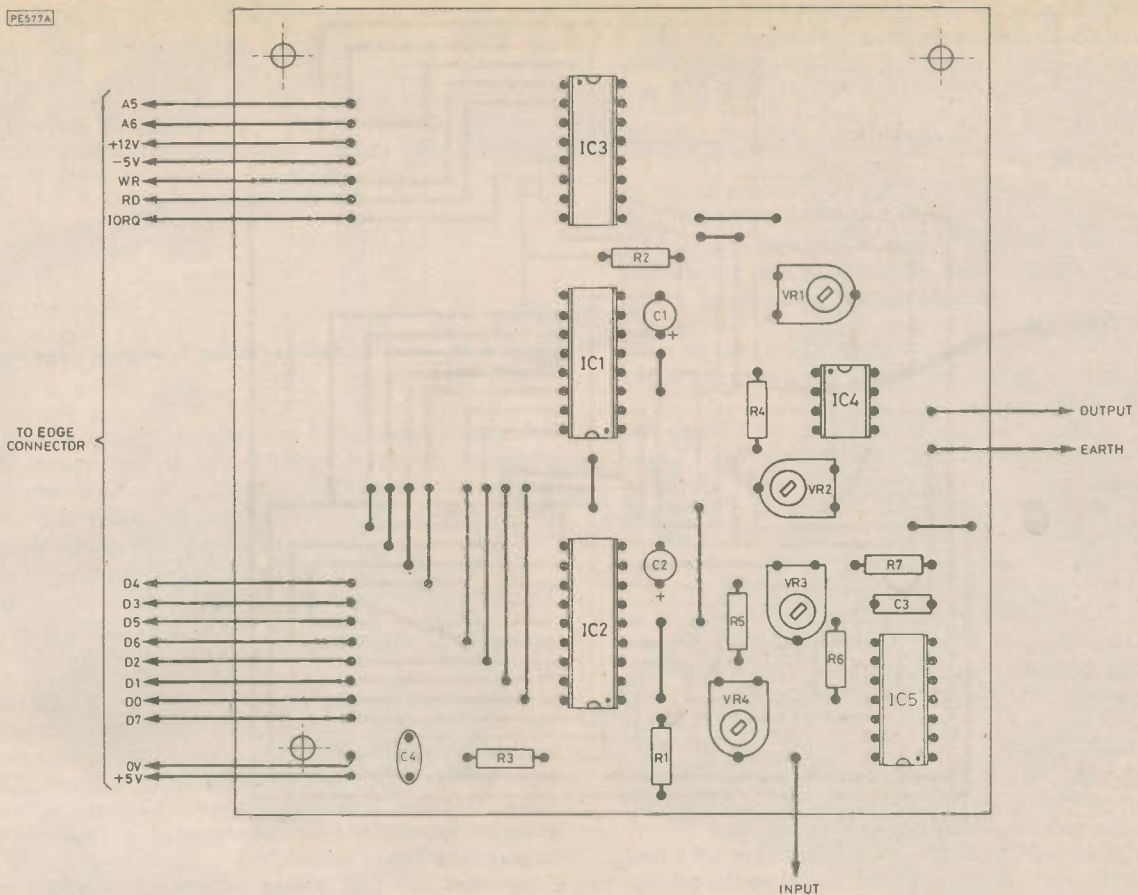 PE577A
A5
A6
+12V
-5V
WR
RD
IORQ
IC3
R2
VR1
C1
IC1
R4
IC4
OUTPUT
EARTH
TO EDGE
CONNECTOR
VR2
C2
R7
VR3
C3
D4
D3
D5
D6
D2
D1
D0
D7
IC2
R5
R6
VR4
IC5
0V
+5V
C4
R3
R1
INPUT